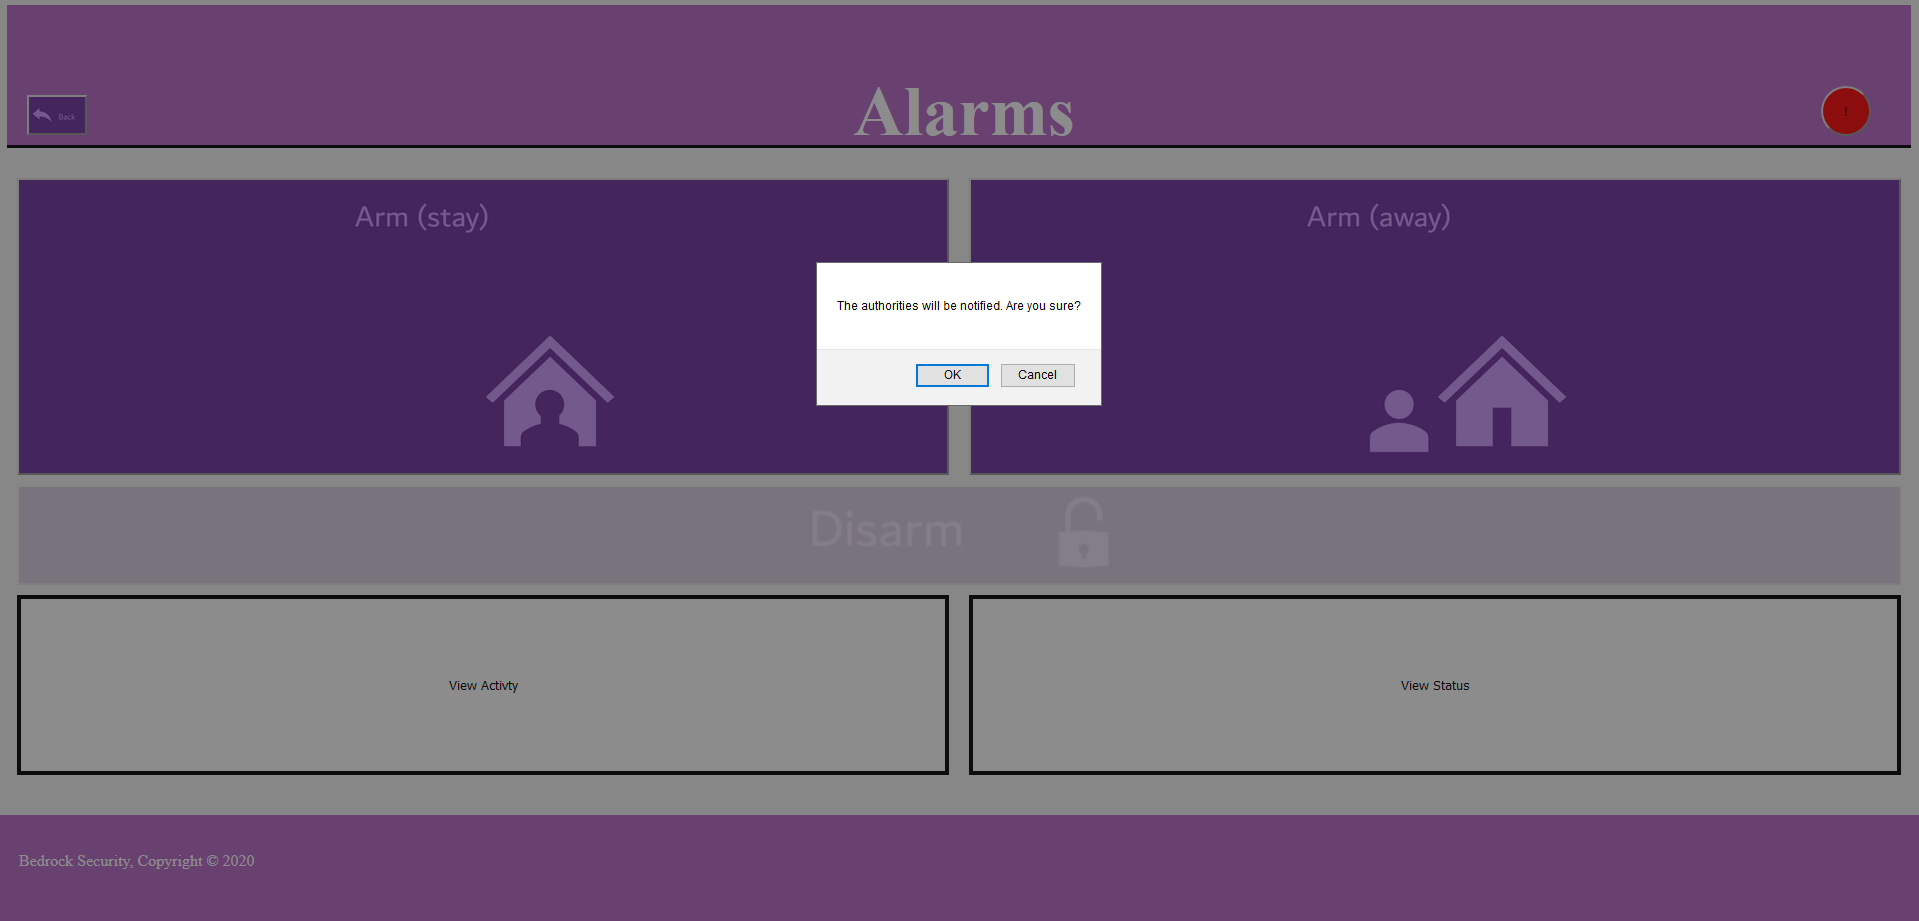 Back
Alarms
!
Arm (stay)
Arm (away)
The authorities will be notified. Are you sure?
OK
Cancel
Disarm
View Activty
View Status
Bedrock Security, Copyright © 2020